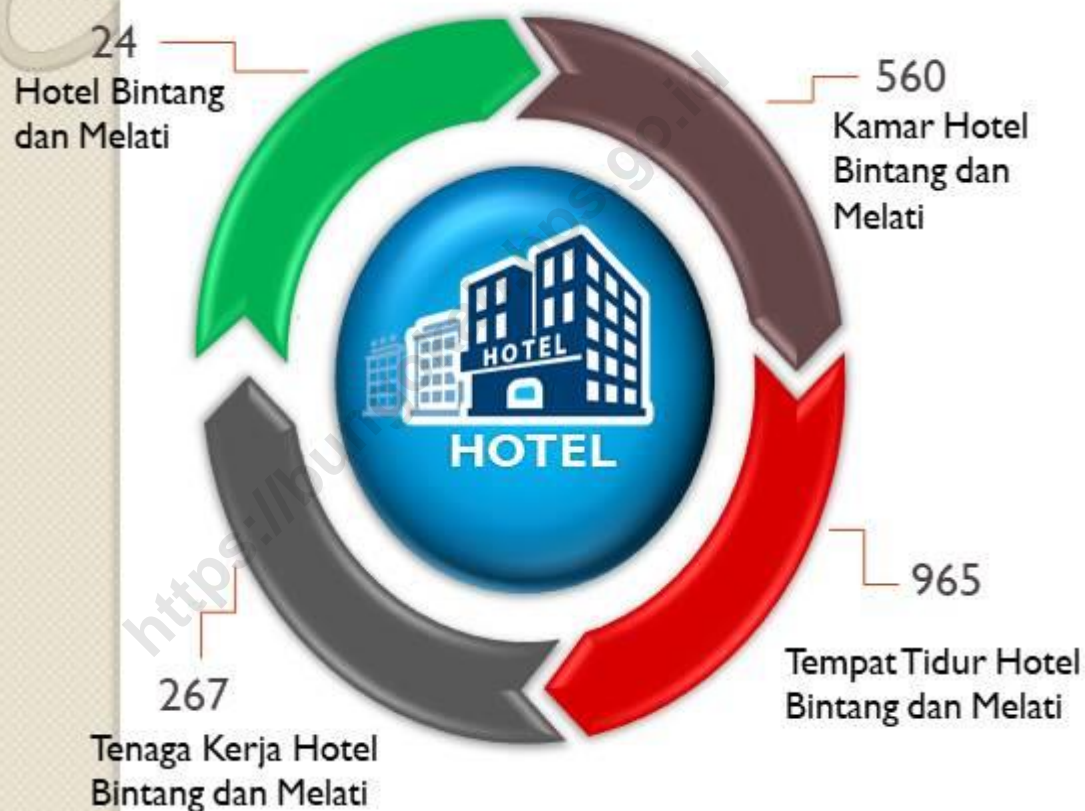 24
Hotel Bintang
dan Melati
560
Kamar Hotel
Bintang dan
Melati
HOTEL
HOTEL
965
Tempat Tidur Hotel
Bintang dan Melati
267
Tenaga Kerja Hotel
Bintang dan Melati